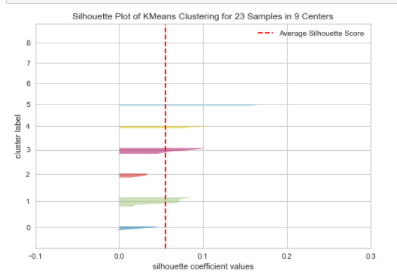 Silhouette Plot of KMeans Clustering for 23 Samples in 9 Centers
Average Silhouette Score
8
7
6
5
4
3
2
1
0
cluster label
-0.1 0.0 0.1 0.2 0.3
silhouette coefficient values